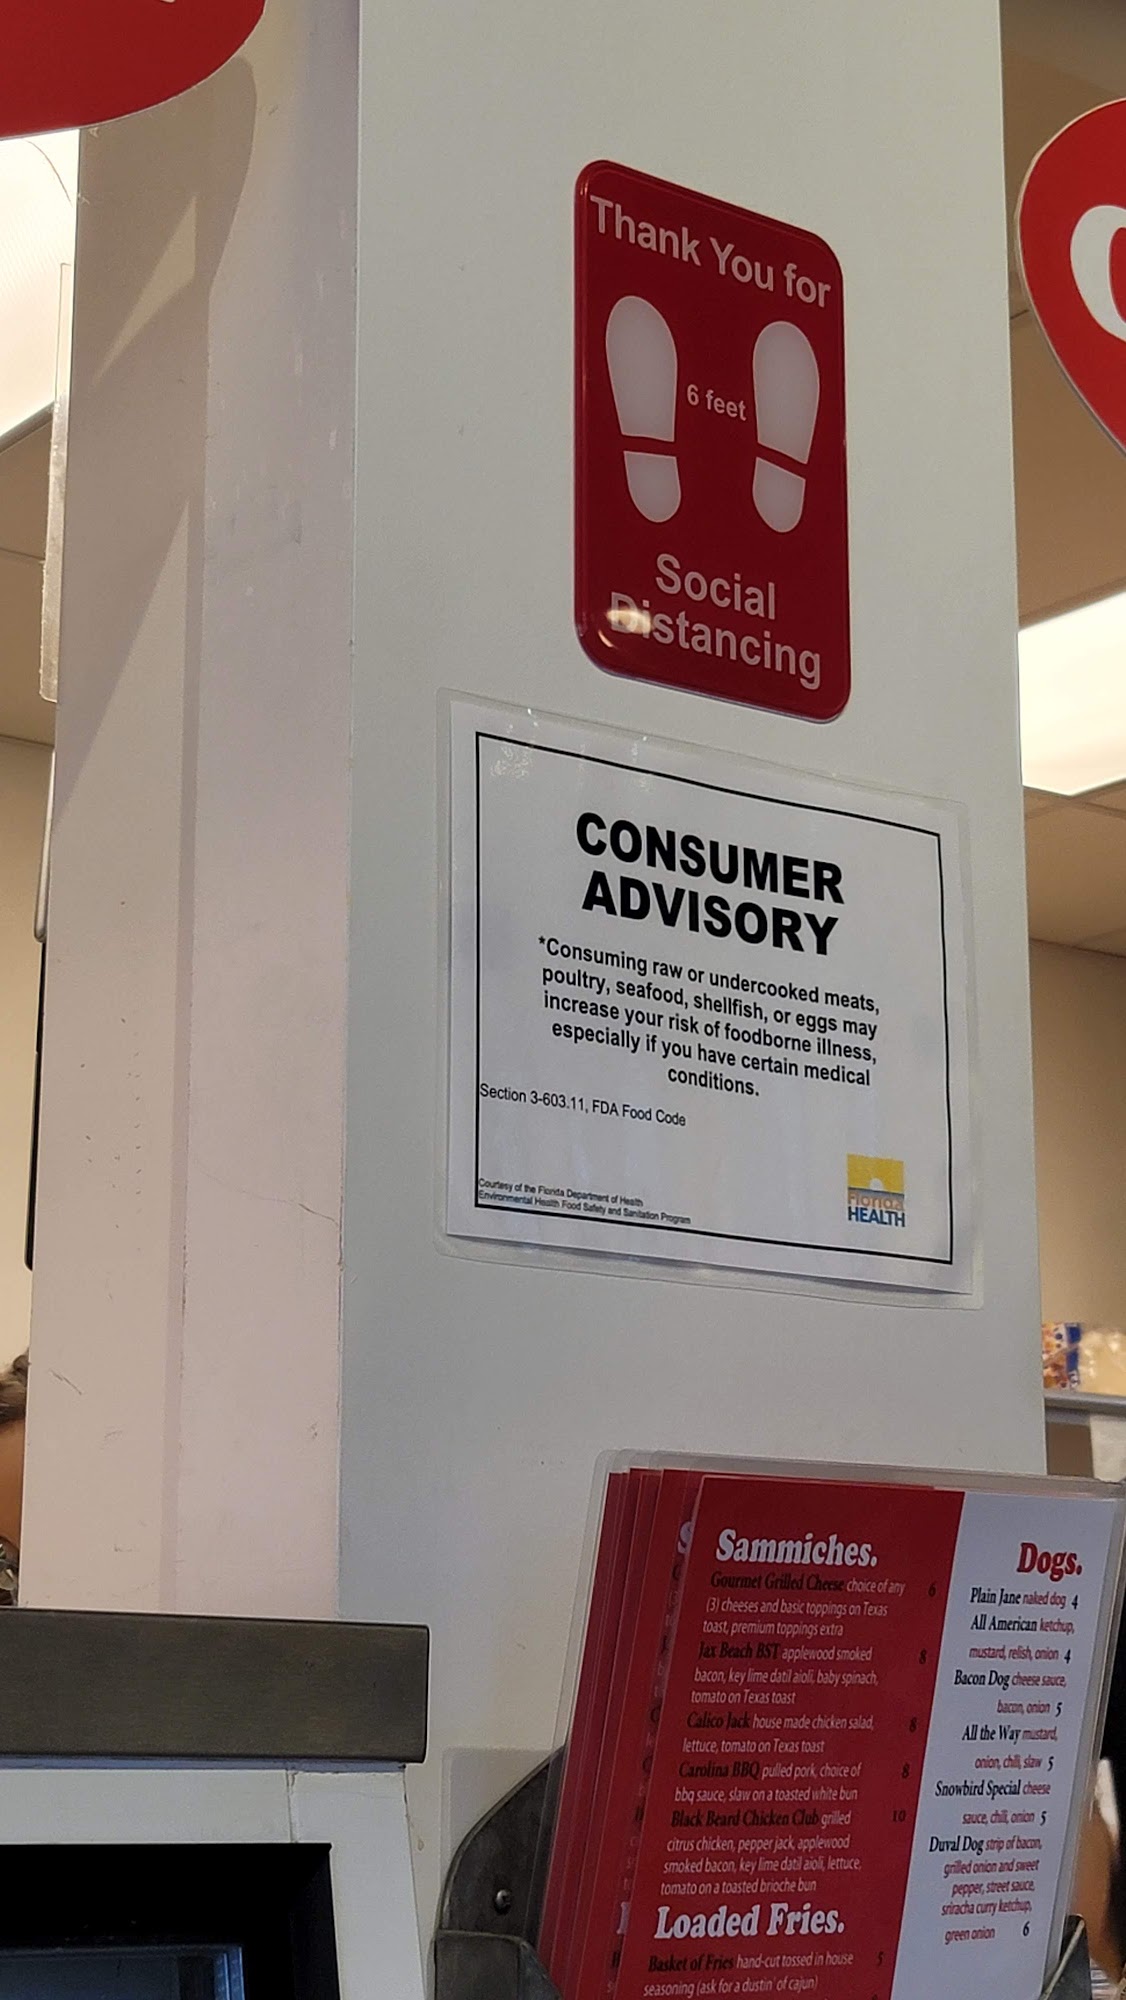 Thank You for
6 feet
Social
Distancing
CONSUMER
ADVISORY
*Consuming raw or undercooked meats,
poultry, seafood, shellfish, or eggs may
increase your risk of foodborne illness,
especially if you have certain medical
conditions.
Section 3-603.11, FDA Food Code
Courtesy of the Florida Department of Health
Environmental Health Food Safety and Sanitation Program
Florida
HEALTH
Sammiches.
Gourmet Grilled Cheese choice of any 6
(3) cheeses and basic toppings on Texas
toast, premium toppings extra
Jax Beach BST applewood smoked 8
bacon, key lime datil aioli, baby spinach,
tomato on Texas toast
Calico Jack house made chicken salad, 8
lettuce, tomato on Texas toast
Carolina BBQ pulled pork, choice of 8
bbq sauce, slaw on a toasted white bun
Black Beard Chicken Club grilled 10
citrus chicken, pepper jack, applewood
smoked bacon, key lime datil aioli, lettuce,
tomato on a toasted brioche bun
Loaded Fries.
Basket of Fries hand-cut tossed in house 5
seasoning (ask for a dustin' of cajun)
Dogs.
Plain Jane naked dog 4
All American ketchup,
mustard, relish, onion 4
Bacon Dog cheese sauce,
bacon, onion 5
All the Way mustard,
onion, chili, slaw 5
Snowbird Special cheese
sauce, chili, onion 5
Duval Dog strip of bacon,
grilled onion and sweet
pepper, street sauce,
sriracha curry ketchup,
green onion 6